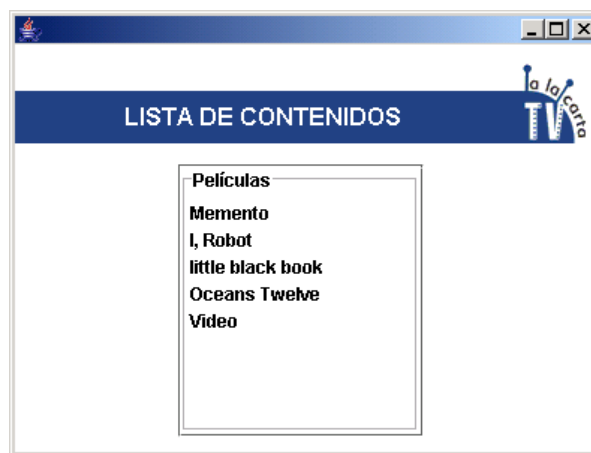 a la carta
TV
LISTA DE CONTENIDOS
Películas
Memento
I, Robot
little black book
Oceans Twelve
Video